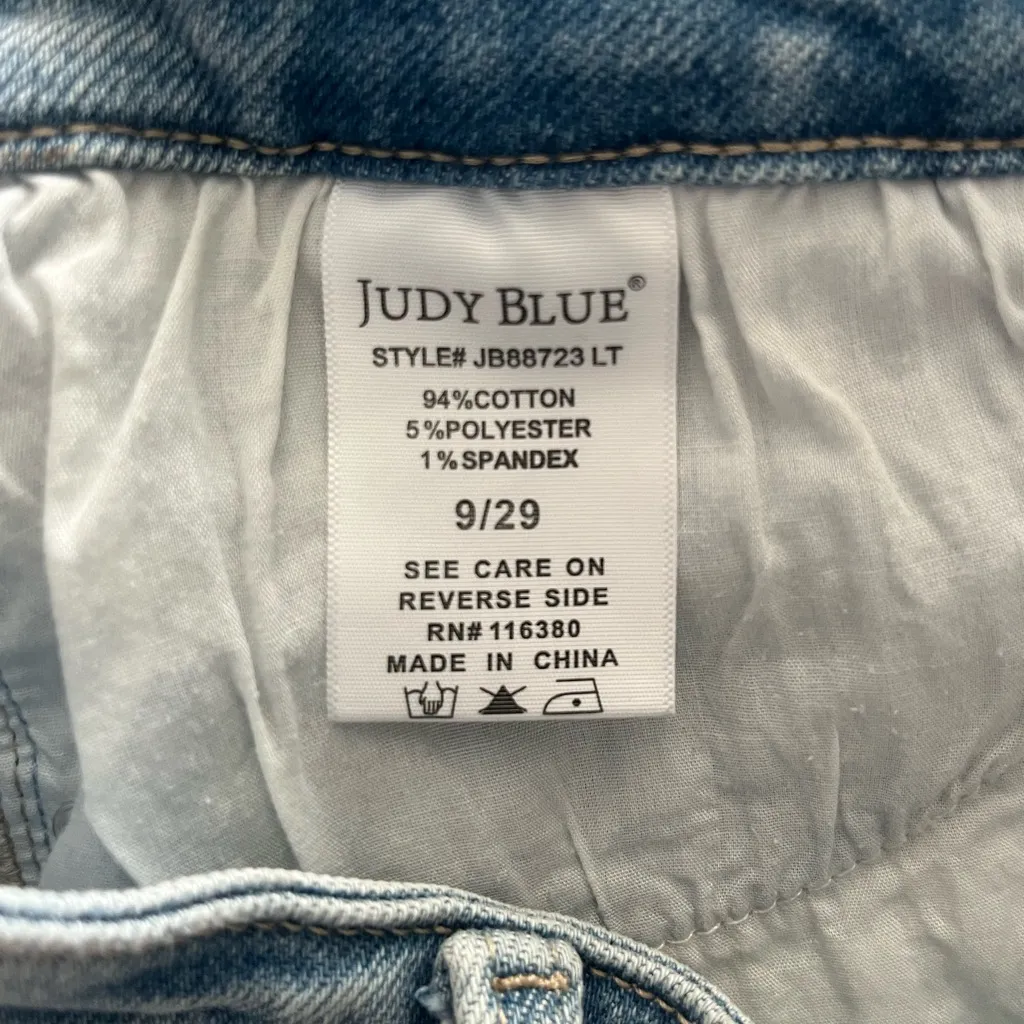 JUDY BLUE®
STYLE# JB88723 LT
94%COTTON
5%POLYESTER
1%SPANDEX
9/29
SEE CARE ON
REVERSE SIDE
RN# 116380
MADE IN CHINA